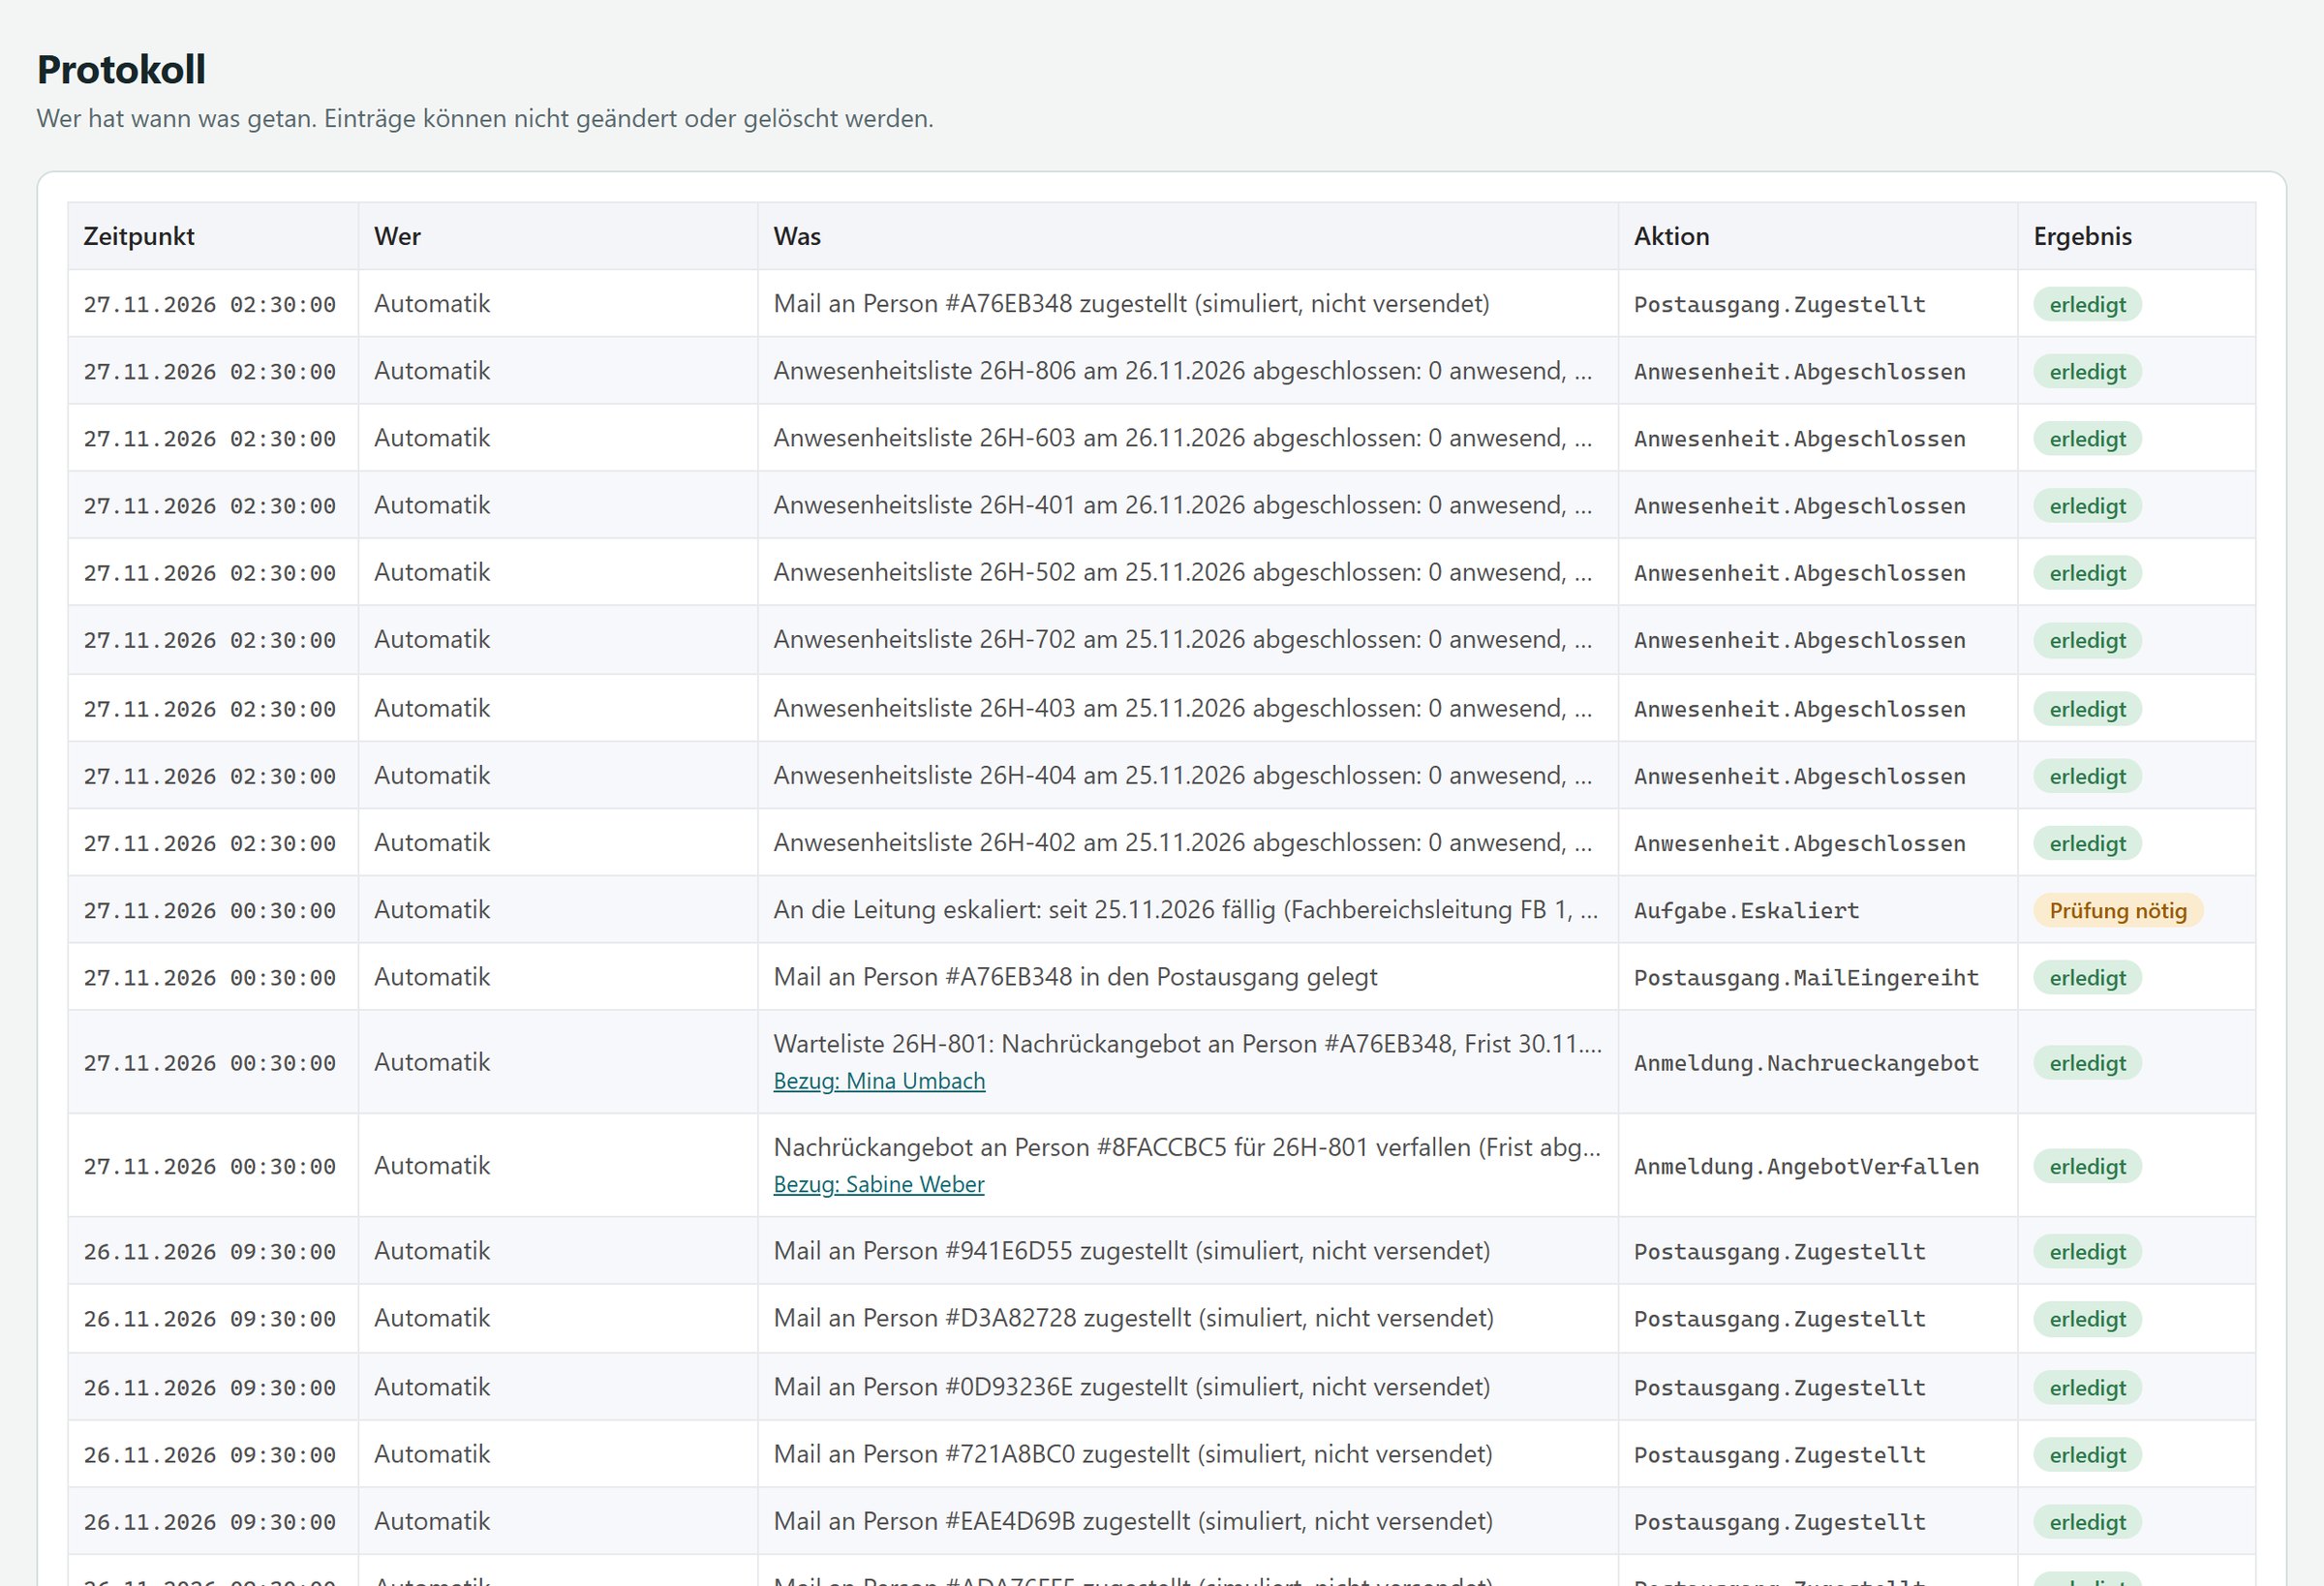 Protokoll
Wer hat wann was getan. Einträge können nicht geändert oder gelöscht werden.
Zeitpunkt Wer Was Aktion Ergebnis
27.11.2026 02:30:00 Automatik Mail an Person #A76EB348 zugestellt (simuliert, nicht versendet) Postausgang.Zugestellt erledigt
27.11.2026 02:30:00 Automatik Anwesenheitsliste 26H-806 am 26.11.2026 abgeschlossen: 0 anwesend, ... Anwesenheit.Abgeschlossen erledigt
27.11.2026 02:30:00 Automatik Anwesenheitsliste 26H-603 am 26.11.2026 abgeschlossen: 0 anwesend, ... Anwesenheit.Abgeschlossen erledigt
27.11.2026 02:30:00 Automatik Anwesenheitsliste 26H-401 am 26.11.2026 abgeschlossen: 0 anwesend, ... Anwesenheit.Abgeschlossen erledigt
27.11.2026 02:30:00 Automatik Anwesenheitsliste 26H-502 am 25.11.2026 abgeschlossen: 0 anwesend, ... Anwesenheit.Abgeschlossen erledigt
27.11.2026 02:30:00 Automatik Anwesenheitsliste 26H-702 am 25.11.2026 abgeschlossen: 0 anwesend, ... Anwesenheit.Abgeschlossen erledigt
27.11.2026 02:30:00 Automatik Anwesenheitsliste 26H-403 am 25.11.2026 abgeschlossen: 0 anwesend, ... Anwesenheit.Abgeschlossen erledigt
27.11.2026 02:30:00 Automatik Anwesenheitsliste 26H-404 am 25.11.2026 abgeschlossen: 0 anwesend, ... Anwesenheit.Abgeschlossen erledigt
27.11.2026 02:30:00 Automatik Anwesenheitsliste 26H-402 am 25.11.2026 abgeschlossen: 0 anwesend, ... Anwesenheit.Abgeschlossen erledigt
27.11.2026 00:30:00 Automatik An die Leitung eskaliert: seit 25.11.2026 fällig (Fachbereichsleitung FB 1, ... Aufgabe.Eskaliert Prüfung nötig
27.11.2026 00:30:00 Automatik Mail an Person #A76EB348 in den Postausgang gelegt Postausgang.MailEingereiht erledigt
27.11.2026 00:30:00 Automatik Warteliste 26H-801: Nachrückangebot an Person #A76EB348, Frist 30.11.... Anmeldung.Nachrueckangebot erledigt
Bezug: Mina Umbach
27.11.2026 00:30:00 Automatik Nachrückangebot an Person #8FACCBC5 für 26H-801 verfallen (Frist abg... Anmeldung.AngebotVerfallen erledigt
Bezug: Sabine Weber
26.11.2026 09:30:00 Automatik Mail an Person #941E6D55 zugestellt (simuliert, nicht versendet) Postausgang.Zugestellt erledigt
26.11.2026 09:30:00 Automatik Mail an Person #D3A82728 zugestellt (simuliert, nicht versendet) Postausgang.Zugestellt erledigt
26.11.2026 09:30:00 Automatik Mail an Person #0D93236E zugestellt (simuliert, nicht versendet) Postausgang.Zugestellt erledigt
26.11.2026 09:30:00 Automatik Mail an Person #721A8BC0 zugestellt (simuliert, nicht versendet) Postausgang.Zugestellt erledigt
26.11.2026 09:30:00 Automatik Mail an Person #EAE4D69B zugestellt (simuliert, nicht versendet) Postausgang.Zugestellt erledigt